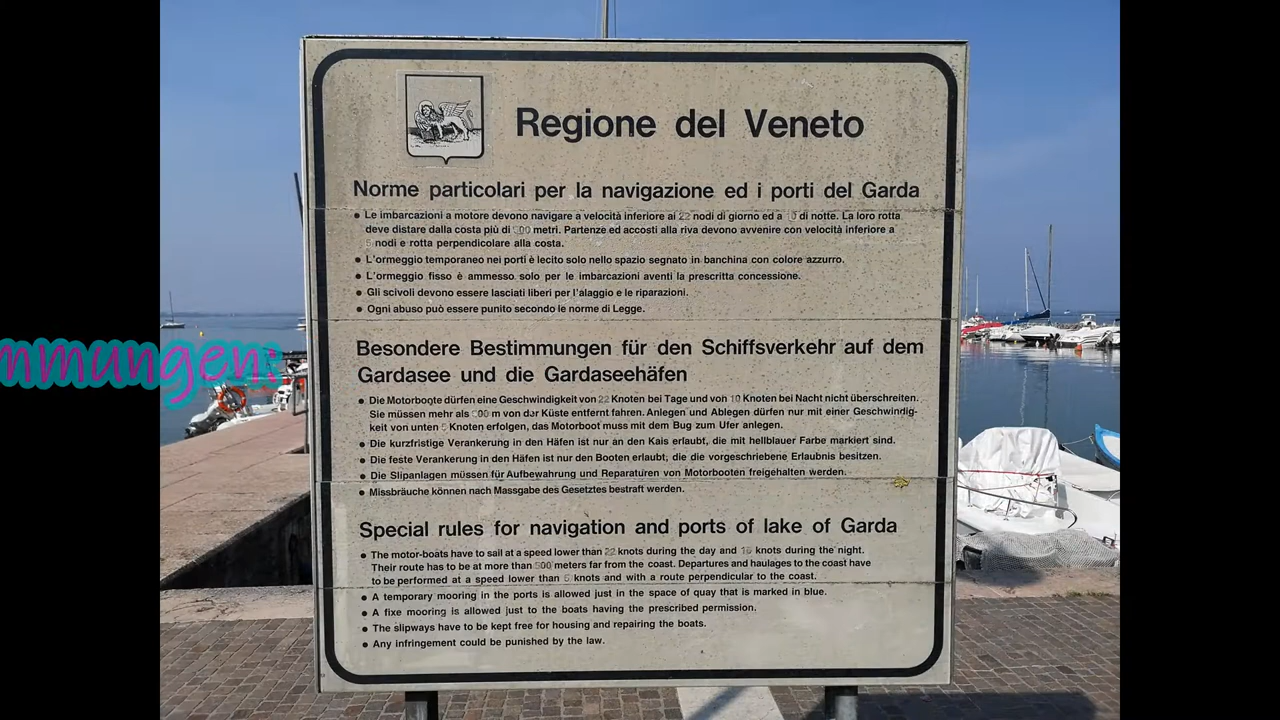 Regione del Veneto
Norme particolari per la navigazione ed i porti del Garda
• Le imbarcazioni a motore devono navigare a velocità inferiore ai 22 nodi di giorno ed a di notte. La loro rotta
deve distare dalla costa più di metri. Partenze ed accosti alla riva devono avvenire con velocità inferiore a
5 nodi e rotta perpendicolare alla costa.
• L'ormeggio temporaneo nei porti è lecito solo nello spazio segnato in banchina con colore azzurro.
• L'ormeggio fisso è ammesso solo per le imbarcazioni aventi la prescritta concessione.
• Gli scivoli devono essere lasciati liberi per l'alaggio e le riparazioni.
• Ogni abuso può essere punito secondo le norme di Legge.
mmungen:
Besondere Bestimmungen für den Schiffsverkehr auf dem
Gardasee und die Gardaseehäfen
• Die Motorboote dürfen eine Geschwindigkeit von 22 Knoten bei Tage und von 10 Knoten bei Nacht nicht überschreiten.
Sie müssen mehr als m von dar Küste entfernt fahren. Anlegen und Ablegen dürfen nur mit einer Geschwindig-
keit von unten 5 Knoten erfolgen, das Motorboot muss mit dem Bug zum Ufer anlegen.
• Die kurzfristige Verankerung in den Häfen ist nur an den Kais erlaubt, die mit hellblauer Farbe markiert sind.
• Die feste Verankerung in den Häfen ist nur den Booten erlaubt, die die vorgeschriebene Erlaubnis besitzen.
• Die Slipanlagen müssen für Aufbewahrung und Reparaturen von Motorbooten freigehalten werden.
• Missbräuche können nach Massgabe des Gesetztes bestraft werden.
Special rules for navigation and ports of lake of Garda
• The motor-boats have to sail at a speed lower than 22 knots during the day and 10 knots during the night.
Their route has to be at more than 500 meters far from the coast. Departures and haulages to the coast have
to be performed at a speed lower than 5 knots and with a route perpendicular to the coast.
• A temporary mooring in the ports is allowed just in the space of quay that is marked in blue.
• A fixe mooring is allowed just to the boats having the prescribed permission.
• The slipways have to be kept free for housing and repairing the boats.
• Any infringement could be punished by the law.